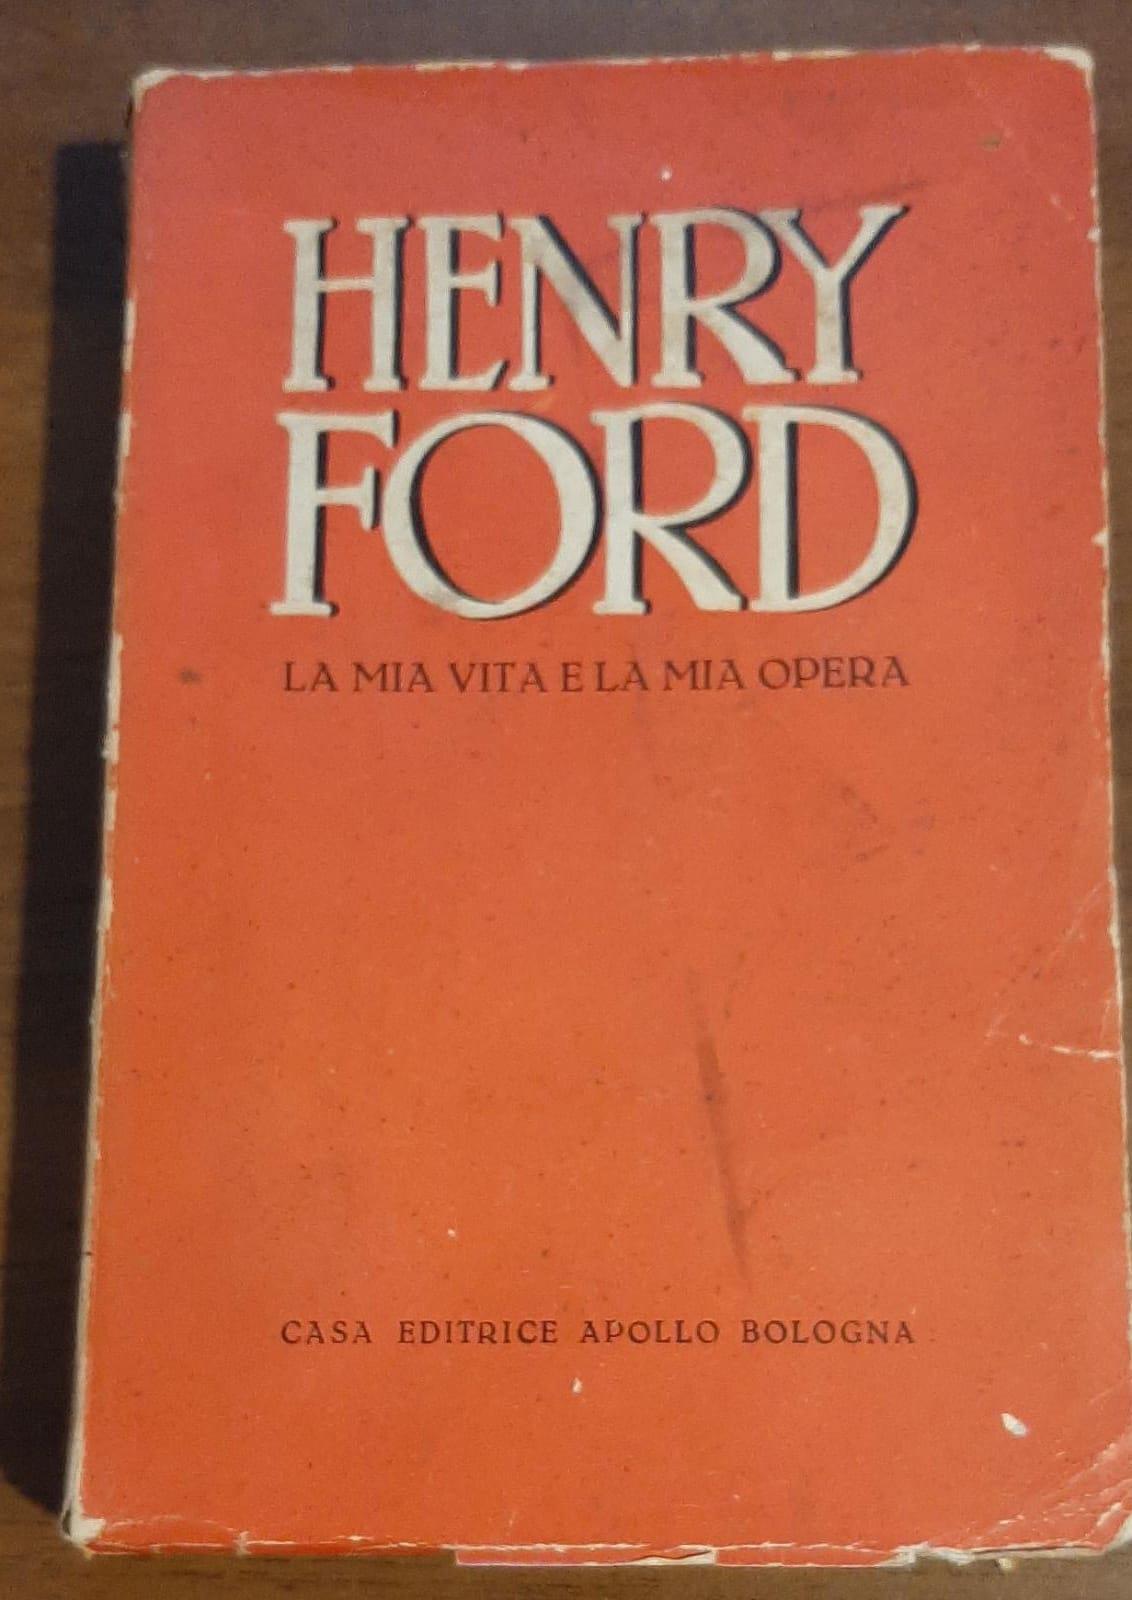 HENRY
FORD
LA MIA VITA E LA MIA OPERA
CASA EDITRICE APOLLO BOLOGNA